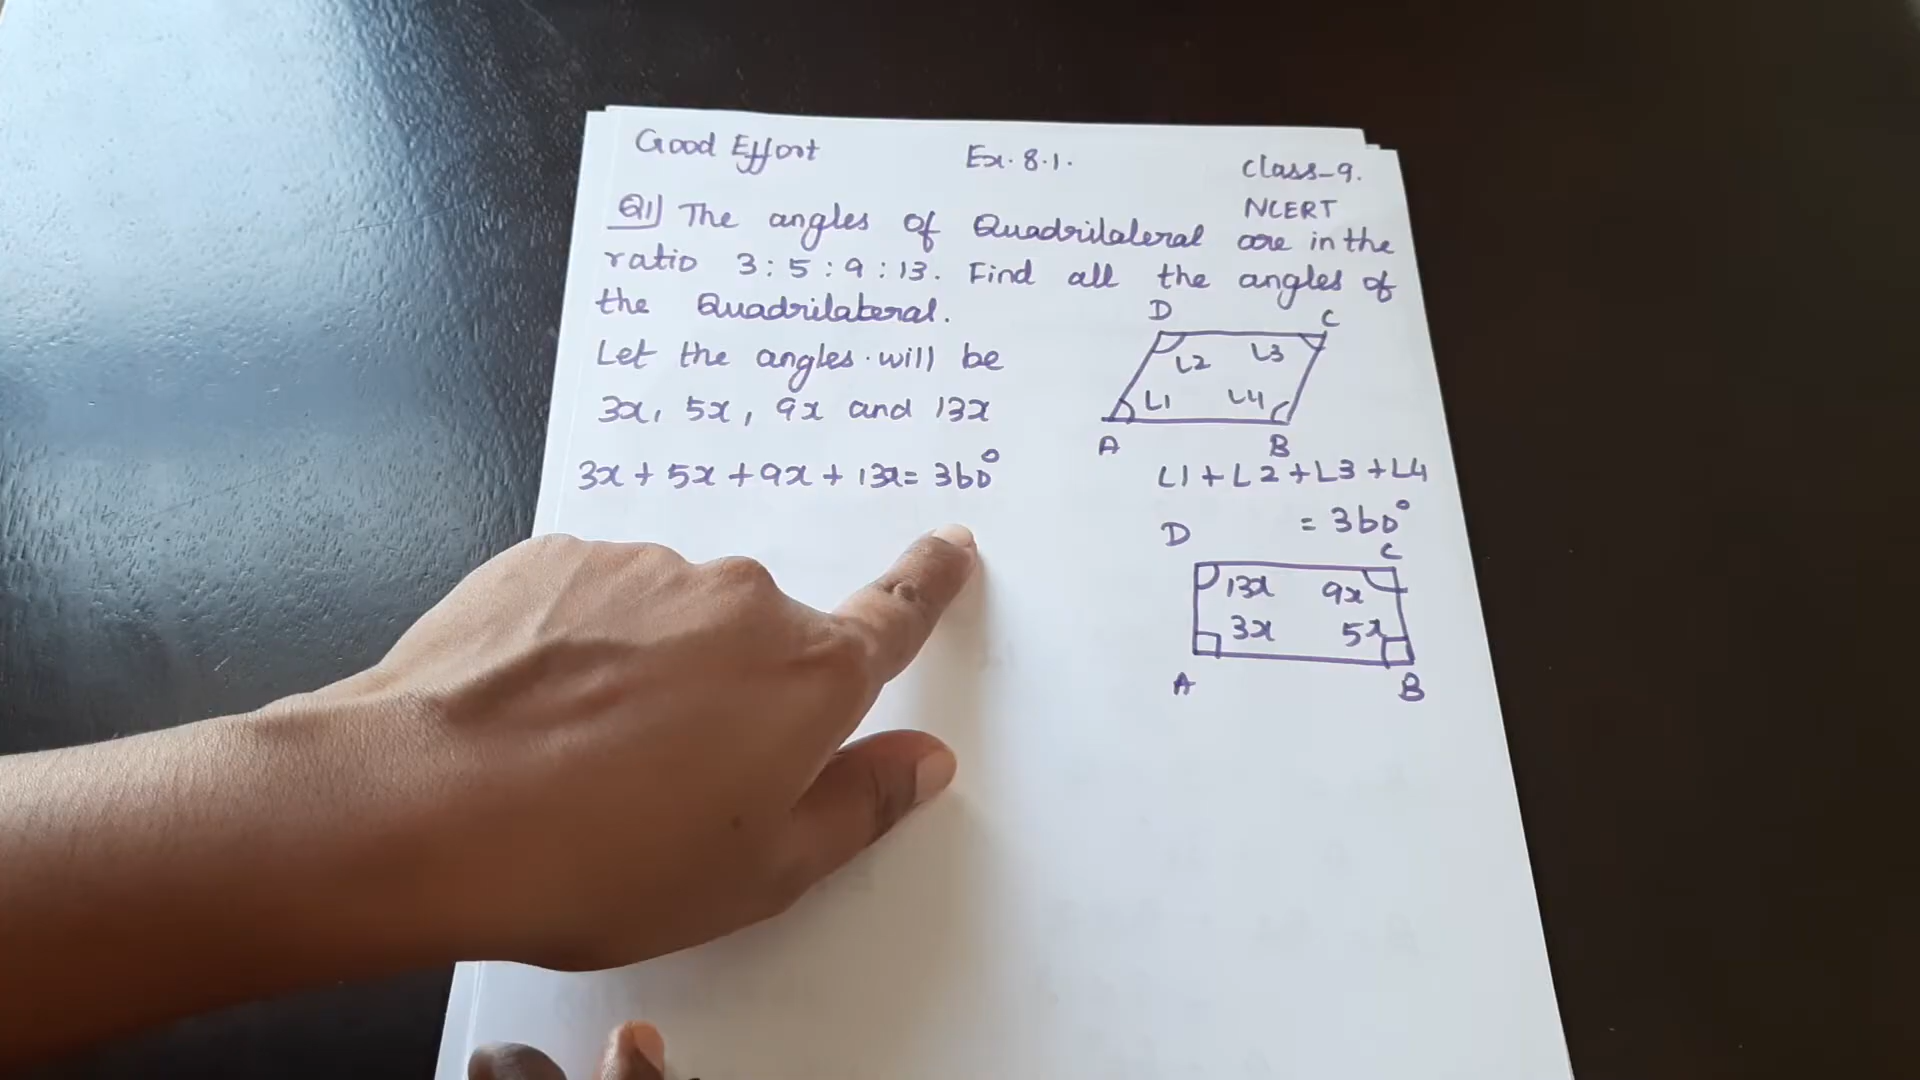 Good Effort Ex. 8.1. Class-9.
NCERT
Q1) The angles of Quadrilateral are in the
ratio 3 : 5 : 9 : 13. Find all the angles of
the Quadrilateral.
Let the angles will be
3x, 5x, 9x and 13x
3x + 5x + 9x + 13x = 360°
D C
∠2 ∠3
∠1 ∠4
A B
∠1 + ∠2 + ∠3 + ∠4
= 360°
D C
13x 9x
3x 5x
A B